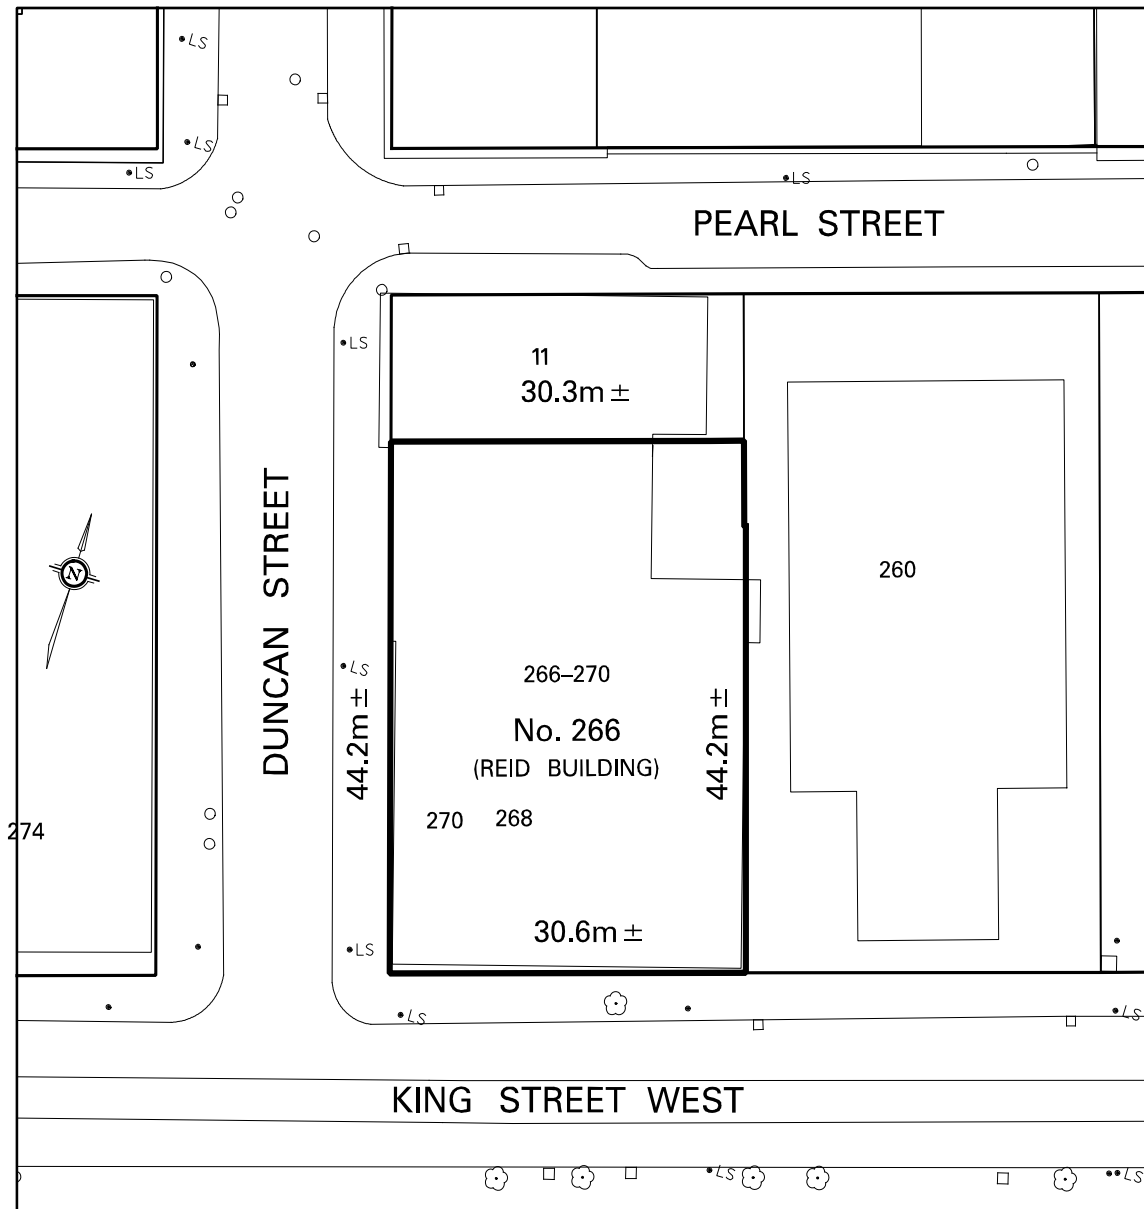 LS
LS
LS
LS
PEARL STREET
LS
11
30.3m ±
DUNCAN STREET
N
260
LS
266–270
44.2m ±
44.2m ±
No. 266
(REID BUILDING)
270 268
274
30.6m ±
LS
LS
LS
KING STREET WEST
LS
LS